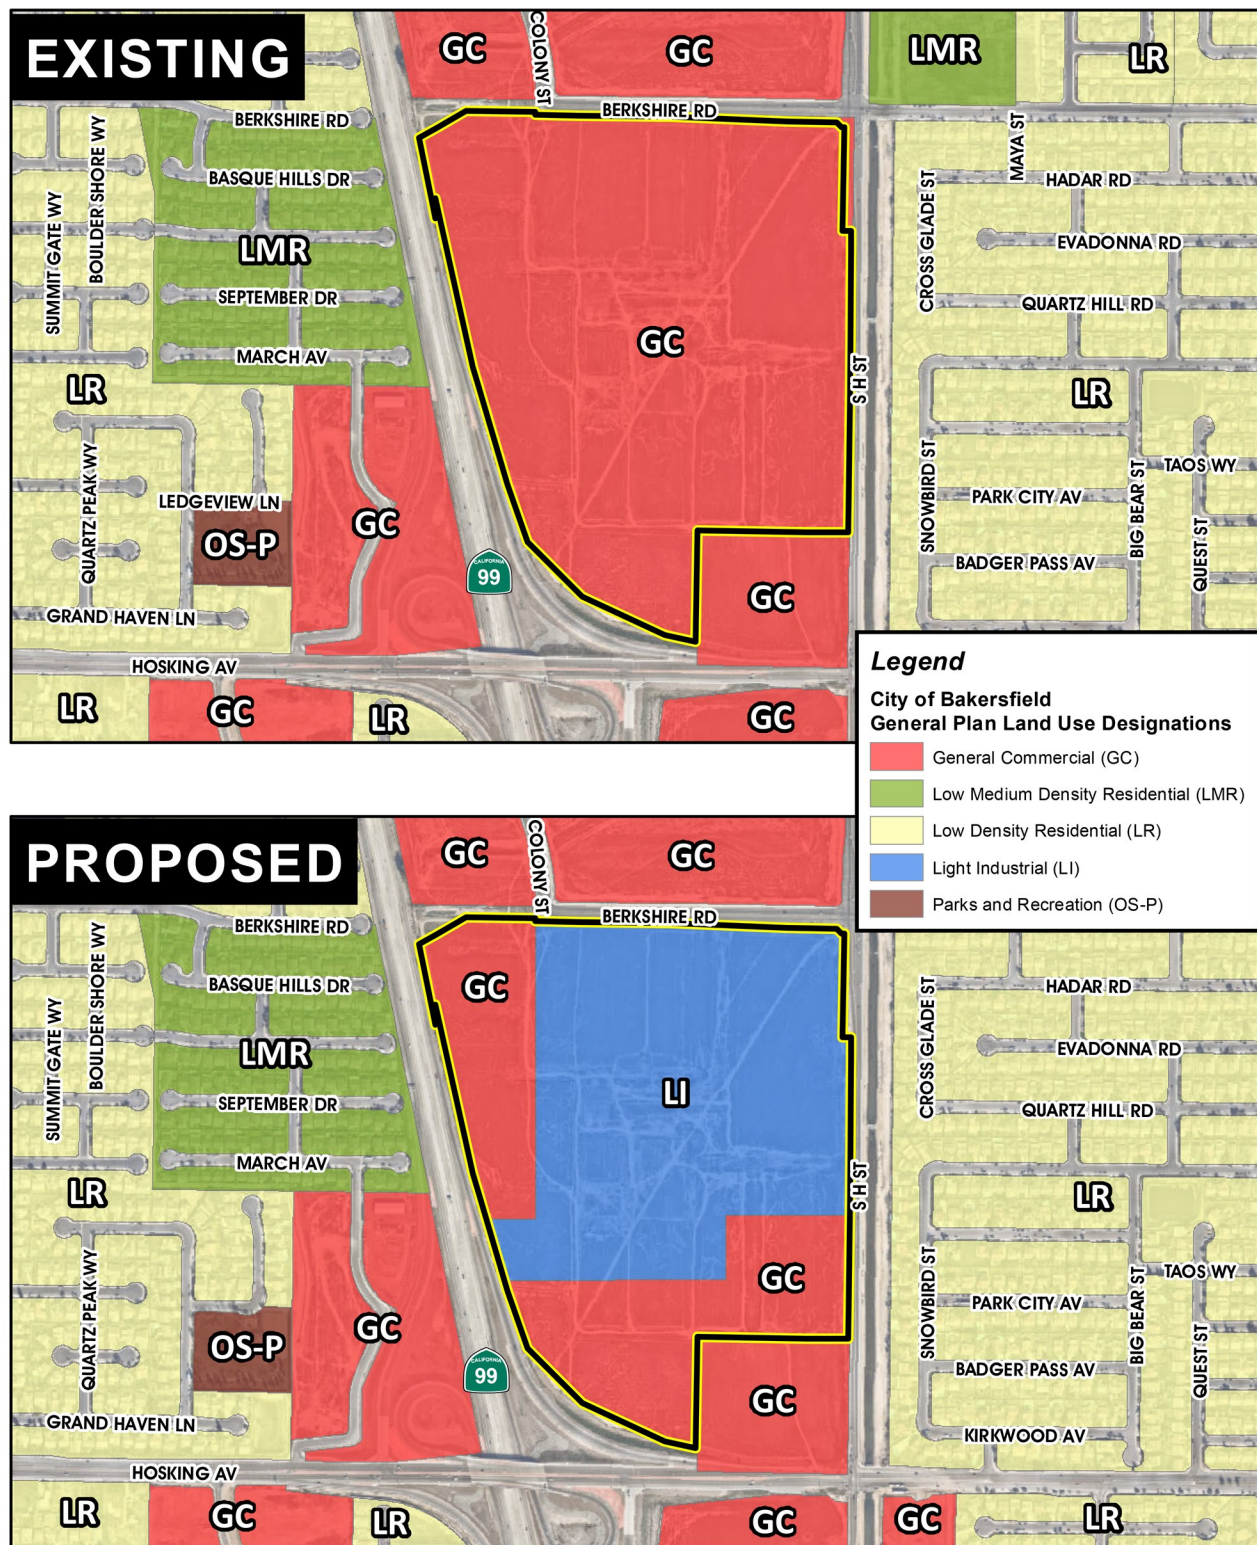 EXISTING
GC
COLONY ST
GC
LMR
LR
BERKSHIRE RD
BERKSHIRE RD
BOULDER SHORE WY
MAYA ST
BASQUE HILLS DR
HADAR RD
CROSS GLADE ST
SUMMIT GATE WY
LMR
EVADONNA RD
SEPTEMBER DR
QUARTZ HILL RD
GC
MARCH AV
S H ST
LR
LR
QUARTZ PEAK WY
SNOWBIRD ST
BIG BEAR ST
TAOS WY
LEDGEVIEW LN
PARK CITY AV
GC
OS-P
QUEST ST
BADGER PASS AV
CALIFORNIA
99
GC
GRAND HAVEN LN
HOSKING AV
LR
GC
LR
GC
Legend
City of Bakersfield
General Plan Land Use Designations
General Commercial (GC)
Low Medium Density Residential (LMR)
Low Density Residential (LR)
Light Industrial (LI)
Parks and Recreation (OS-P)
PROPOSED
GC
COLONY ST
GC
BERKSHIRE RD
BERKSHIRE RD
BOULDER SHORE WY
BASQUE HILLS DR
GC
HADAR RD
CROSS GLADE ST
SUMMIT GATE WY
LMR
EVADONNA RD
LI
SEPTEMBER DR
QUARTZ HILL RD
MARCH AV
S H ST
LR
LR
QUARTZ PEAK WY
SNOWBIRD ST
BIG BEAR ST
TAOS WY
GC
PARK CITY AV
GC
OS-P
QUEST ST
BADGER PASS AV
CALIFORNIA
99
GC
GRAND HAVEN LN
KIRKWOOD AV
HOSKING AV
LR
GC
LR
GC
GC
LR